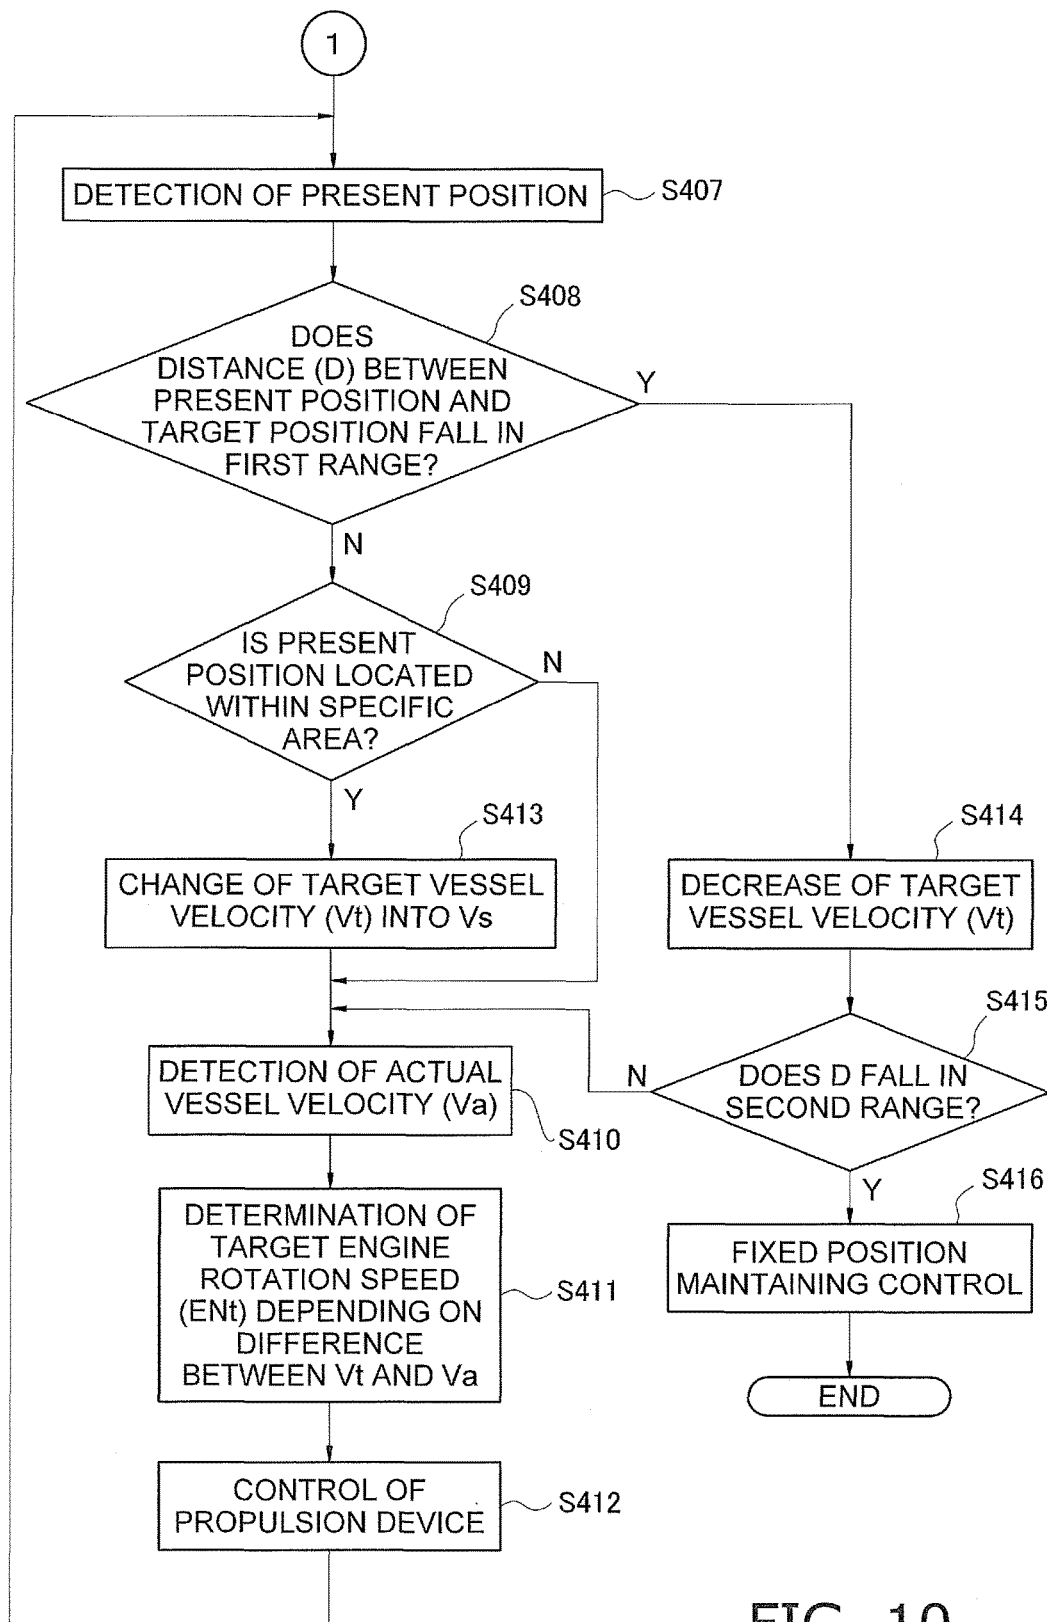 1
DETECTION OF PRESENT POSITION
S407
S408
DOES
DISTANCE (D) BETWEEN
PRESENT POSITION AND
TARGET POSITION FALL IN
FIRST RANGE?
Y
N
S409
IS PRESENT
POSITION LOCATED
WITHIN SPECIFIC
AREA?
N
Y
S413
CHANGE OF TARGET VESSEL
VELOCITY (Vt) INTO Vs
S414
DECREASE OF TARGET
VESSEL VELOCITY (Vt)
S415
DOES D FALL IN
SECOND RANGE?
N
Y
DETECTION OF ACTUAL
VESSEL VELOCITY (Va)
S410
S416
FIXED POSITION
MAINTAINING CONTROL
DETERMINATION OF
TARGET ENGINE
ROTATION SPEED
(ENt) DEPENDING ON
DIFFERENCE
BETWEEN Vt AND Va
S411
END
CONTROL OF
PROPULSION DEVICE
S412
FIG. 10